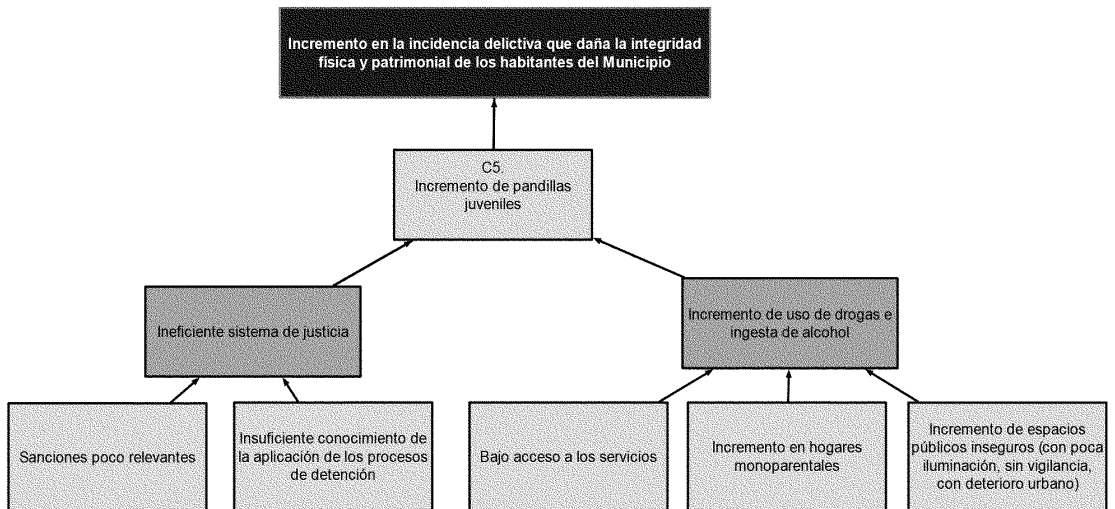 Incremento en la incidencia delictiva que daña la integridad
física y patrimonial de los habitantes del Municipio
C5.
Incremento de pandillas
juveniles
Ineficiente sistema de justicia
Incremento de uso de drogas e
ingesta de alcohol
Sanciones poco relevantes
Insuficiente conocimiento de
la aplicación de los procesos
de detención
Bajo acceso a los servicios
Incremento en hogares
monoparentales
Incremento de espacios
públicos inseguros (con poca
iluminación, sin vigilancia,
con deterioro urbano)